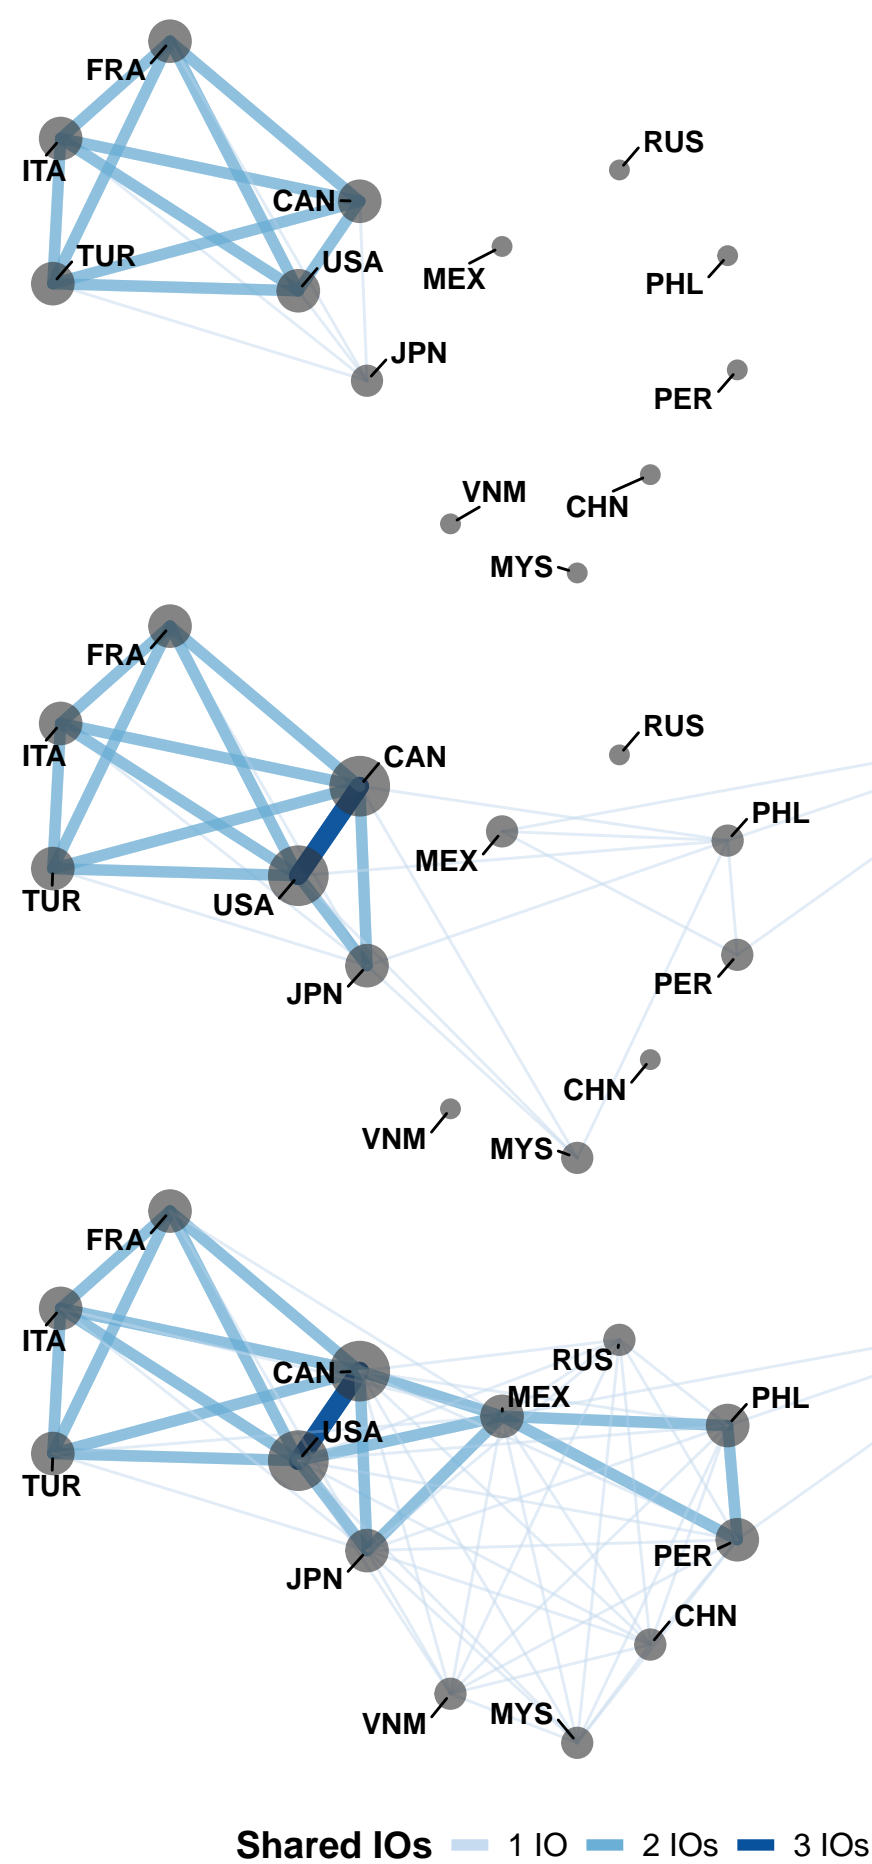 FRA
RUS
ITA
CAN
TUR
USA
MEX
PHL
JPN
PER
VNM
CHN
MYS
FRA
RUS
ITA
CAN
PHL
MEX
TUR
USA
PER
JPN
CHN
VNM
MYS
FRA
ITA
RUS
CAN
MEX
PHL
USA
TUR
PER
JPN
CHN
MYS
VNM
Shared IOs 1 IO 2 IOs 3 IOs